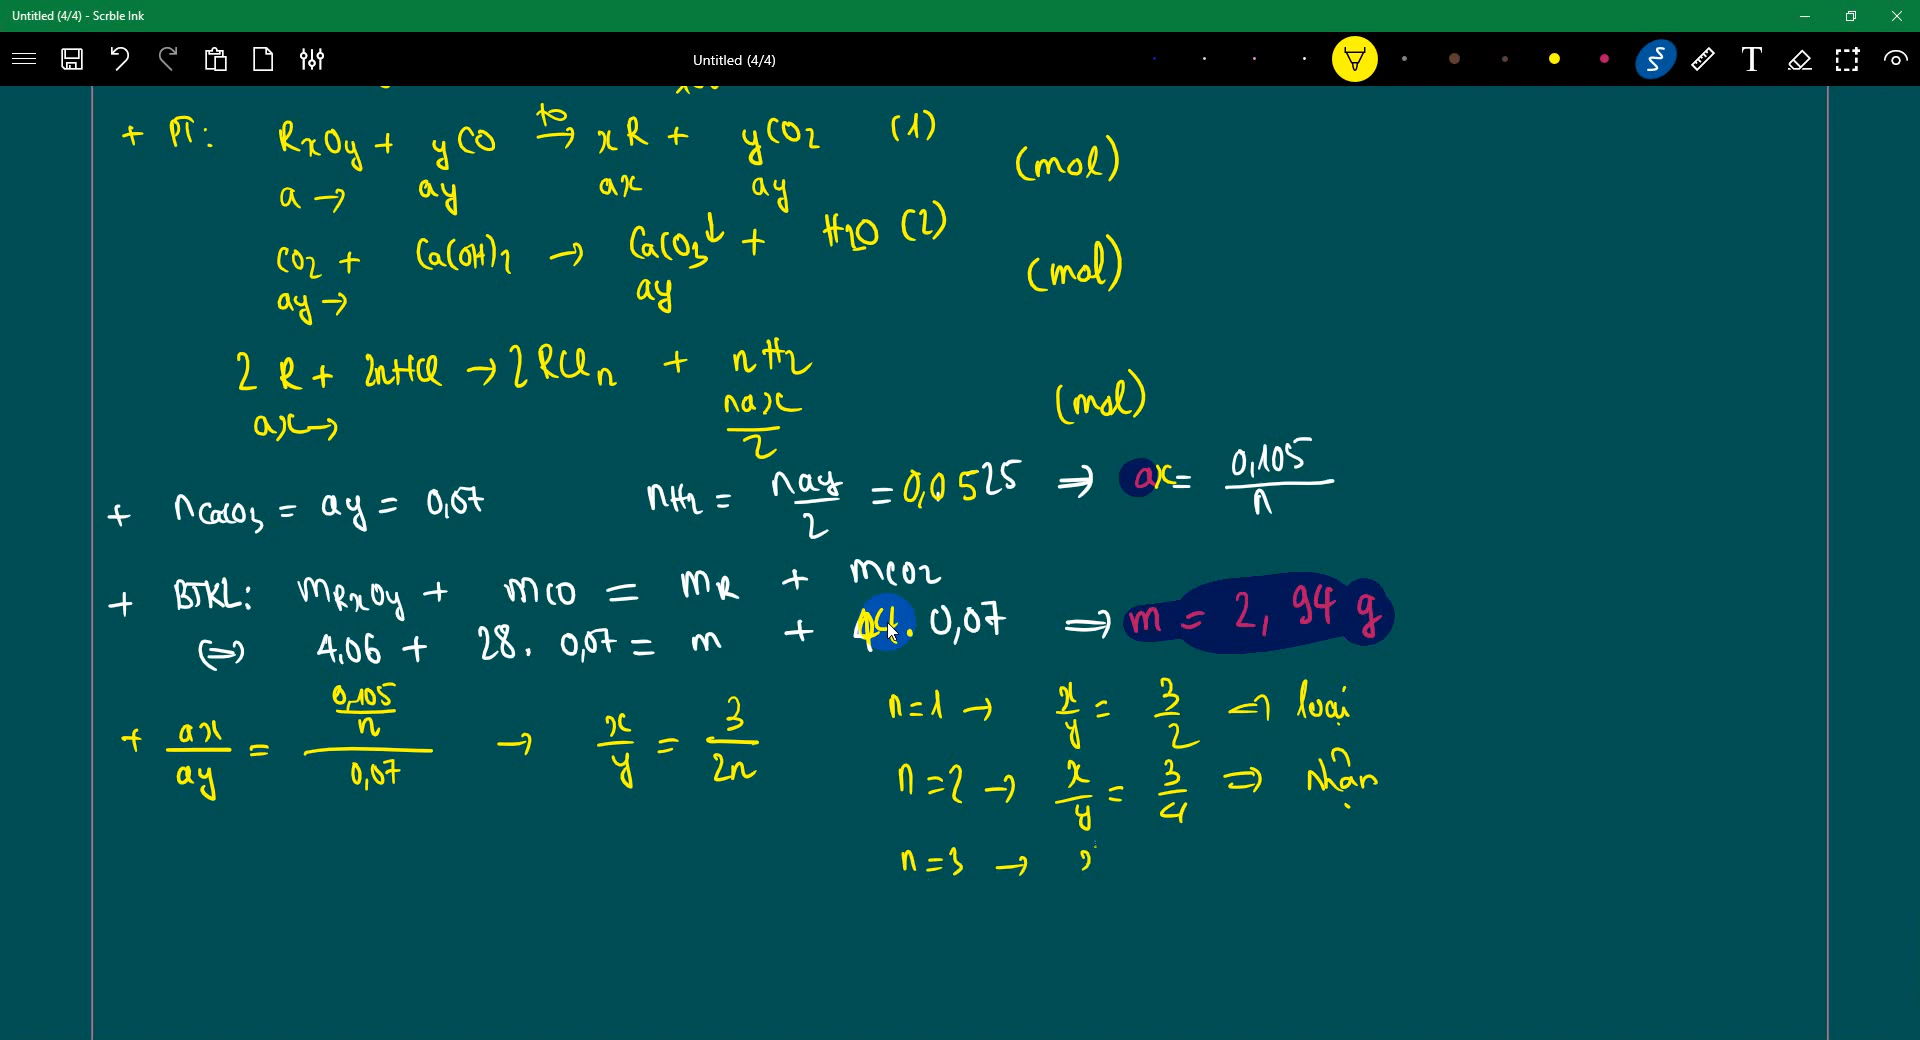 Untitled (4/4) - Scrble Ink
Untitled (4/4)
T
+ PT: RxOy + yCO t0 → xR + yCO2 (1)
a → ay ax ay (mol)
CO2 + Ca(OH)2 → CaCO3↓ + H2O (2)
ay → ay (mol)
2 R + 2nHCl → 2 RCln + nH2
ax → nax/2 (mol)
+ nCaCO3 = ay = 0,07 nH2 = nay/2 = 0,0525 ⇒ ax = 0,105/n
+ BTKL: mRxOy + mCO = mR + mCO2
⇔ 4,06 + 28. 0,07 = m + 44. 0,07 ⇒ m = 2,94 g
+ ax/ay = (0,105/n)/0,07 → x/y = 3/2n
n=1 → x/y = 3/2 ⇒ loại
n=2 → x/y = 3/4 ⇒ nhận
n=3 →